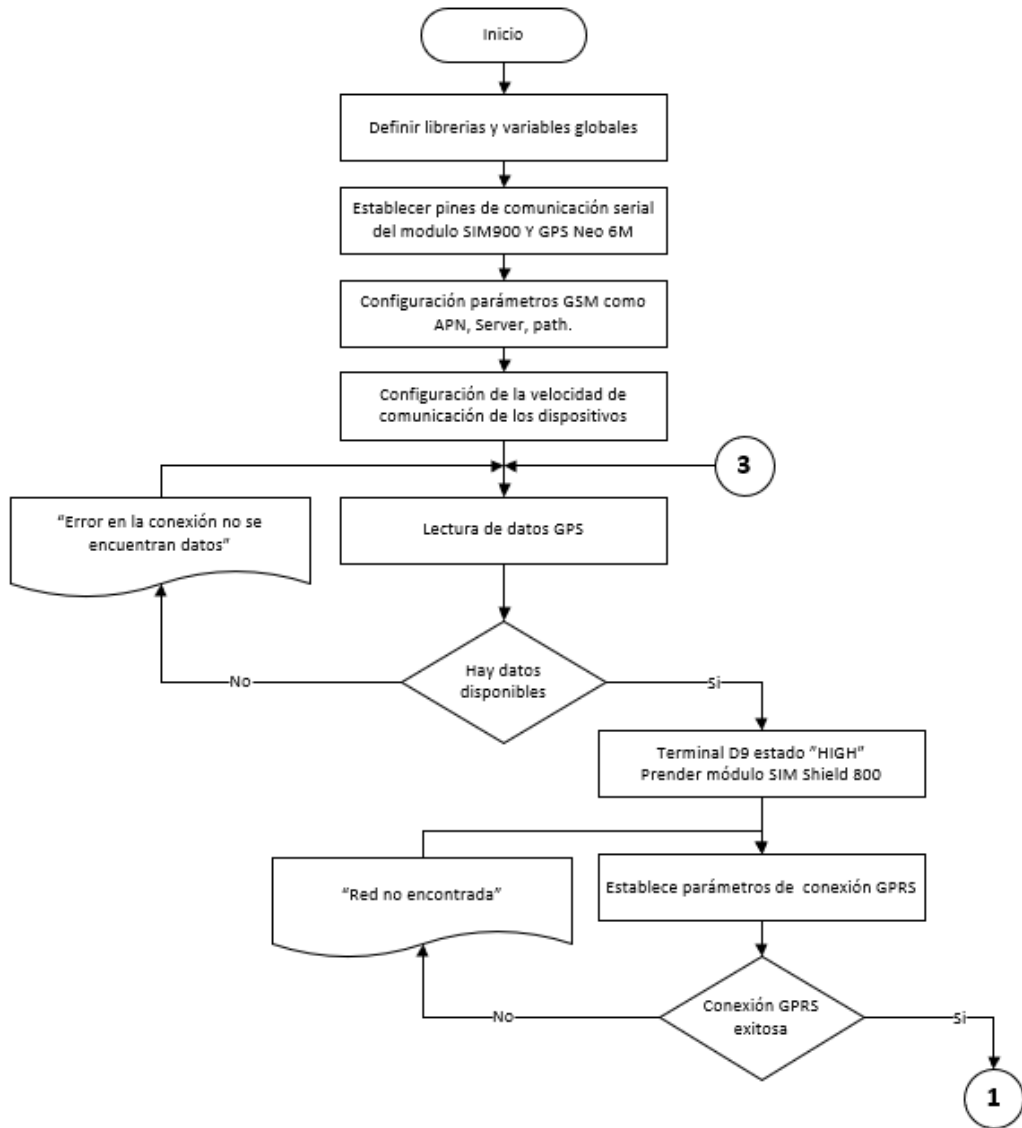 Inicio
Definir librerias y variables globales
Establecer pines de comunicación serial
del modulo SIM900 Y GPS Neo 6M
Configuración parámetros GSM como
APN, Server, path.
Configuración de la velocidad de
comunicación de los dispositivos
3
“Error en la conexión no se
encuentran datos”
Lectura de datos GPS
Hay datos
disponibles
No
Si
Terminal D9 estado “HIGH”
Prender módulo SIM Shield 800
“Red no encontrada”
Establece parámetros de conexión GPRS
Conexión GPRS
exitosa
No
Si
1